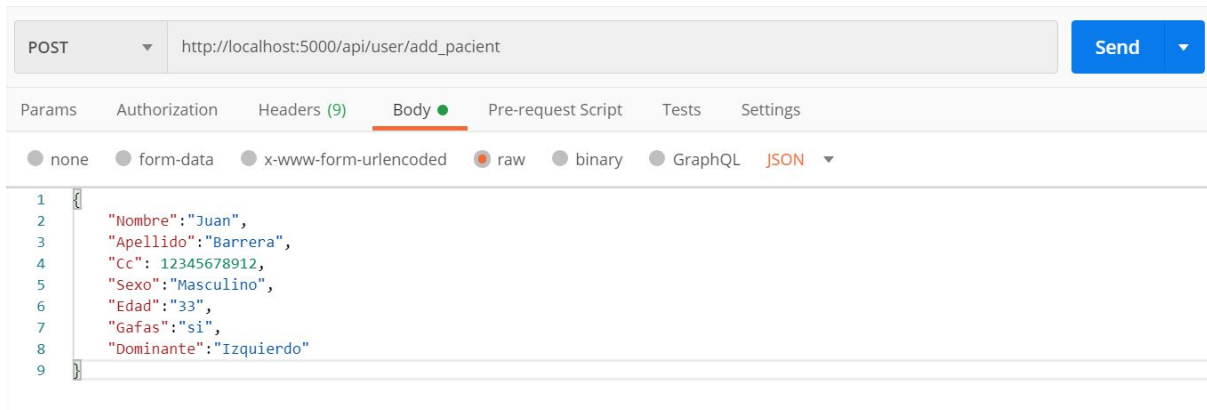 POST http://localhost:5000/api/user/add_pacient Send
Params Authorization Headers (9) Body Pre-request Script Tests Settings
none form-data x-www-form-urlencoded raw binary GraphQL JSON
1 {
2 "Nombre":"Juan",
3 "Apellido":"Barrera",
4 "Cc": 12345678912,
5 "Sexo":"Masculino",
6 "Edad":"33",
7 "Gafas":"si",
8 "Dominante":"Izquierdo"
9 }